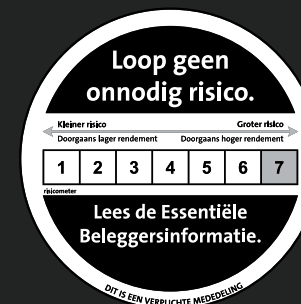 Loop geen
onnodig risico.
Kleiner risico Groter risico
Doorgaans lager rendement Doorgaans hoger rendement
1 2 3 4 5 6 7
risicometer
Lees de Essentiële
Beleggersinformatie.
DIT IS EEN VERPLICHTE MEDEDELING